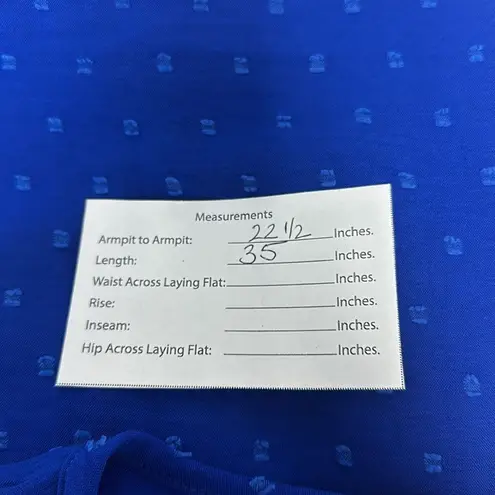 Measurements
Armpit to Armpit: 22 1/2 Inches.
Length: 35 Inches.
Waist Across Laying Flat: Inches.
Rise: Inches.
Inseam: Inches.
Hip Across Laying Flat: Inches.